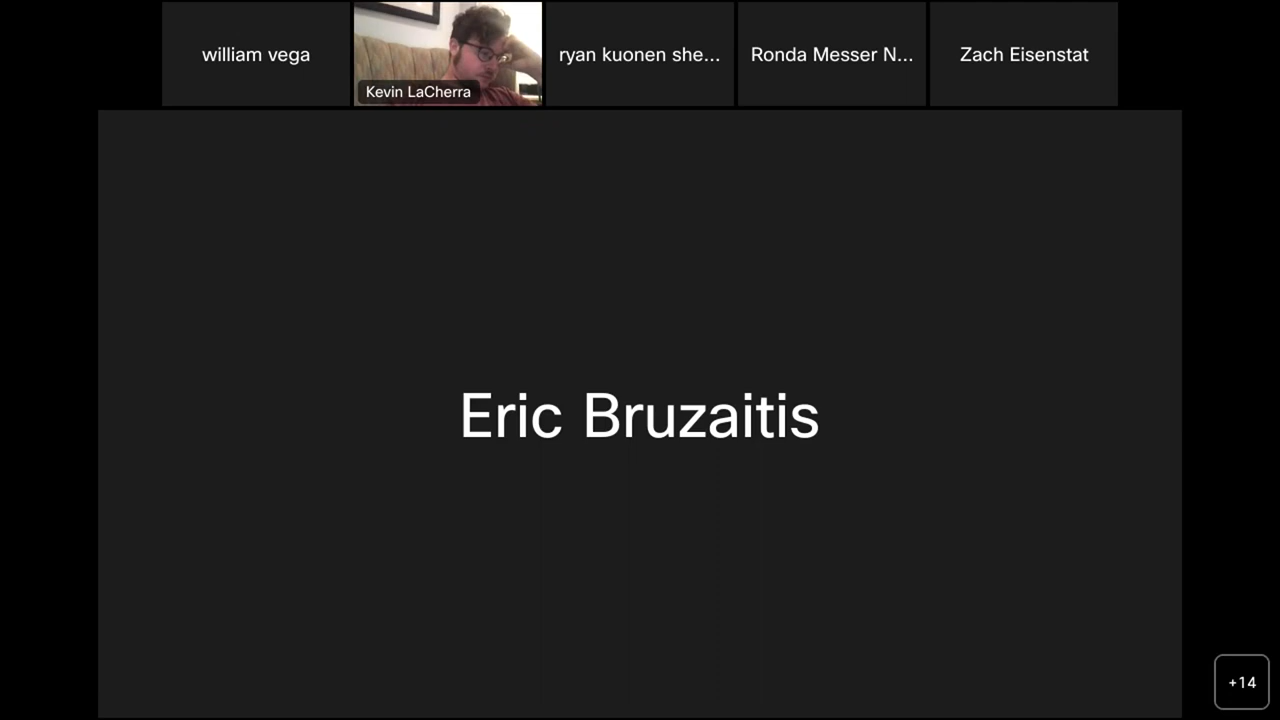 william vega
Kevin LaCherra
ryan kuonen she...
Ronda Messer N...
Zach Eisenstat
Eric Bruzaitis
+14